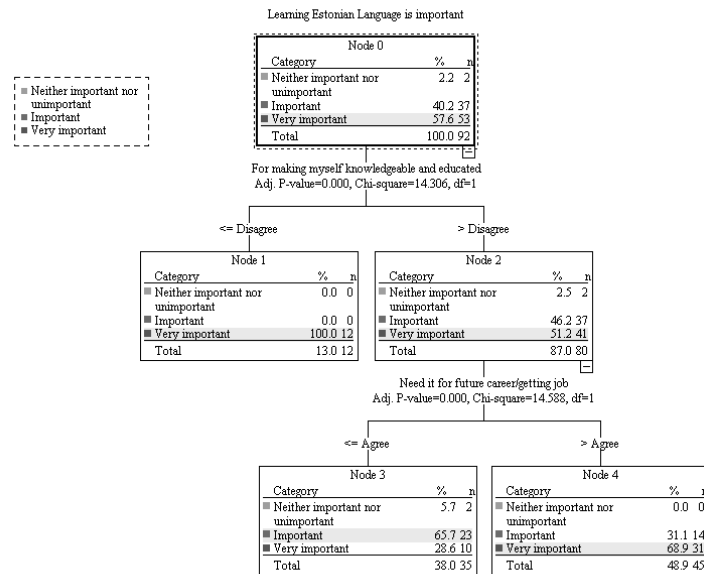 Learning Estonian Language is important
Neither important nor
unimportant
Important
Very important
Node 0
Category % n
Neither important nor 2.2 2
unimportant
Important 40.2 37
Very important 57.6 53
Total 100.0 92
For making myself knowledgeable and educated
Adj. P-value=0.000, Chi-square=14.306, df=1
<= Disagree
> Disagree
Node 1
Category % n
Neither important nor 0.0 0
unimportant
Important 0.0 0
Very important 100.0 12
Total 13.0 12
Node 2
Category % n
Neither important nor 2.5 2
unimportant
Important 46.2 37
Very important 51.2 41
Total 87.0 80
Need it for future career/getting job
Adj. P-value=0.000, Chi-square=14.588, df=1
<= Agree
> Agree
Node 3
Category % n
Neither important nor 5.7 2
unimportant
Important 65.7 23
Very important 28.6 10
Total 38.0 35
Node 4
Category % n
Neither important nor 0.0 0
unimportant
Important 31.1 14
Very important 68.9 31
Total 48.9 45